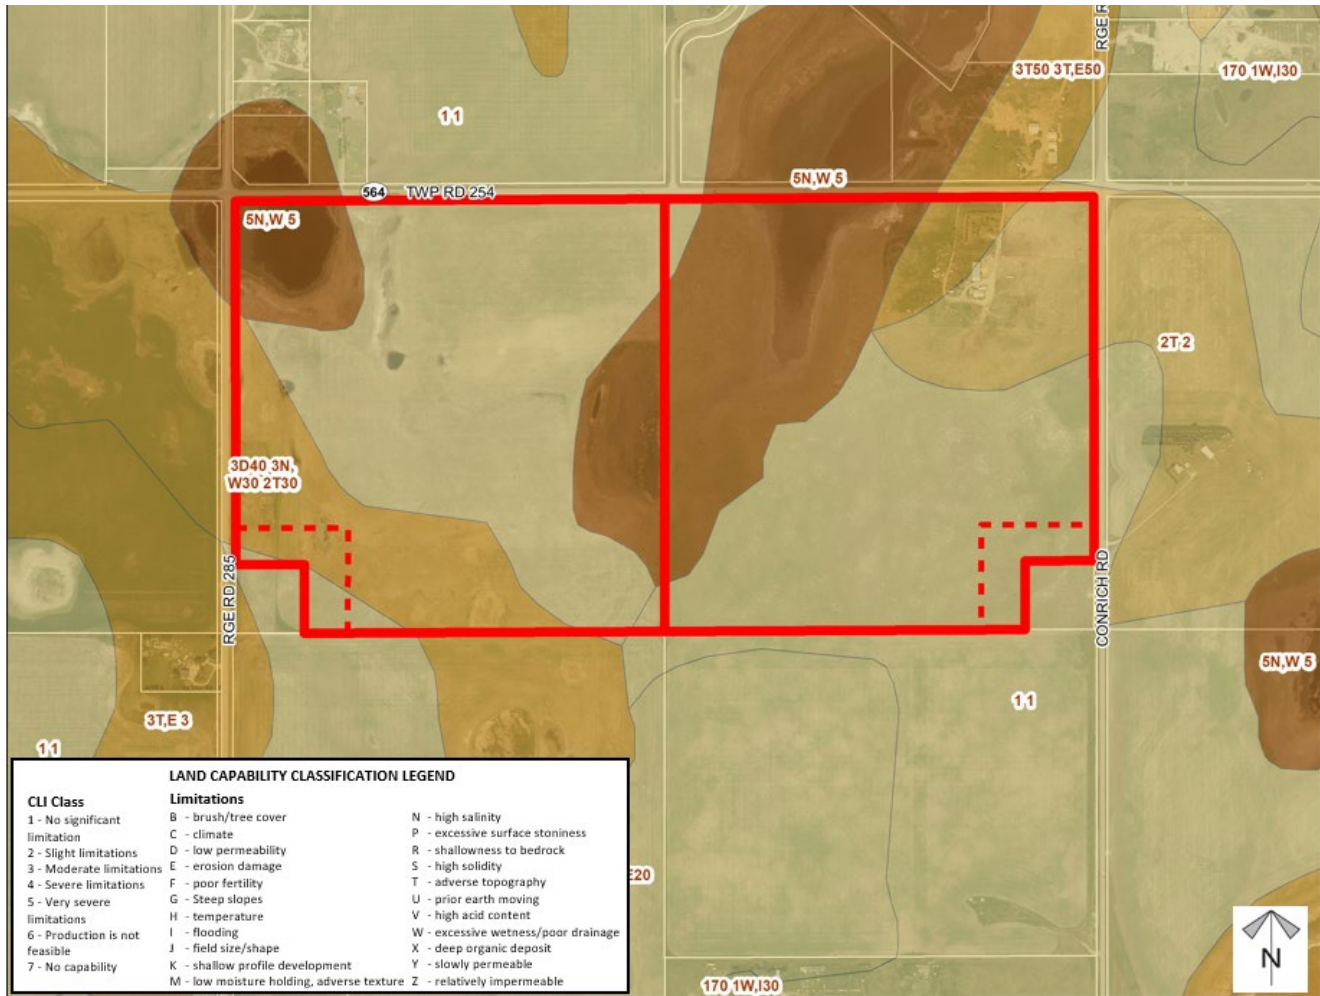 RGE R
3T50 3T,E50
170 1W,I30
1 1
5N,W 5
564 TWP RD 254
5N,W 5
2T 2
3D40 3N,
W30 2T30
RGE RD 285
CONRICH RD
5N,W 5
1 1
3T,E 3
1 1
E20
170 1W,I30
LAND CAPABILITY CLASSIFICATION LEGEND
CLI Class
1 - No significant
limitation
2 - Slight limitations
3 - Moderate limitations
4 - Severe limitations
5 - Very severe
limitations
6 - Production is not
feasible
7 - No capability
Limitations
B - brush/tree cover
C - climate
D - low permeability
E - erosion damage
F - poor fertility
G - Steep slopes
H - temperature
I - flooding
J - field size/shape
K - shallow profile development
M - low moisture holding, adverse texture
N - high salinity
P - excessive surface stoniness
R - shallowness to bedrock
S - high solidity
T - adverse topography
U - prior earth moving
V - high acid content
W - excessive wetness/poor drainage
X - deep organic deposit
Y - slowly permeable
Z - relatively impermeable
N